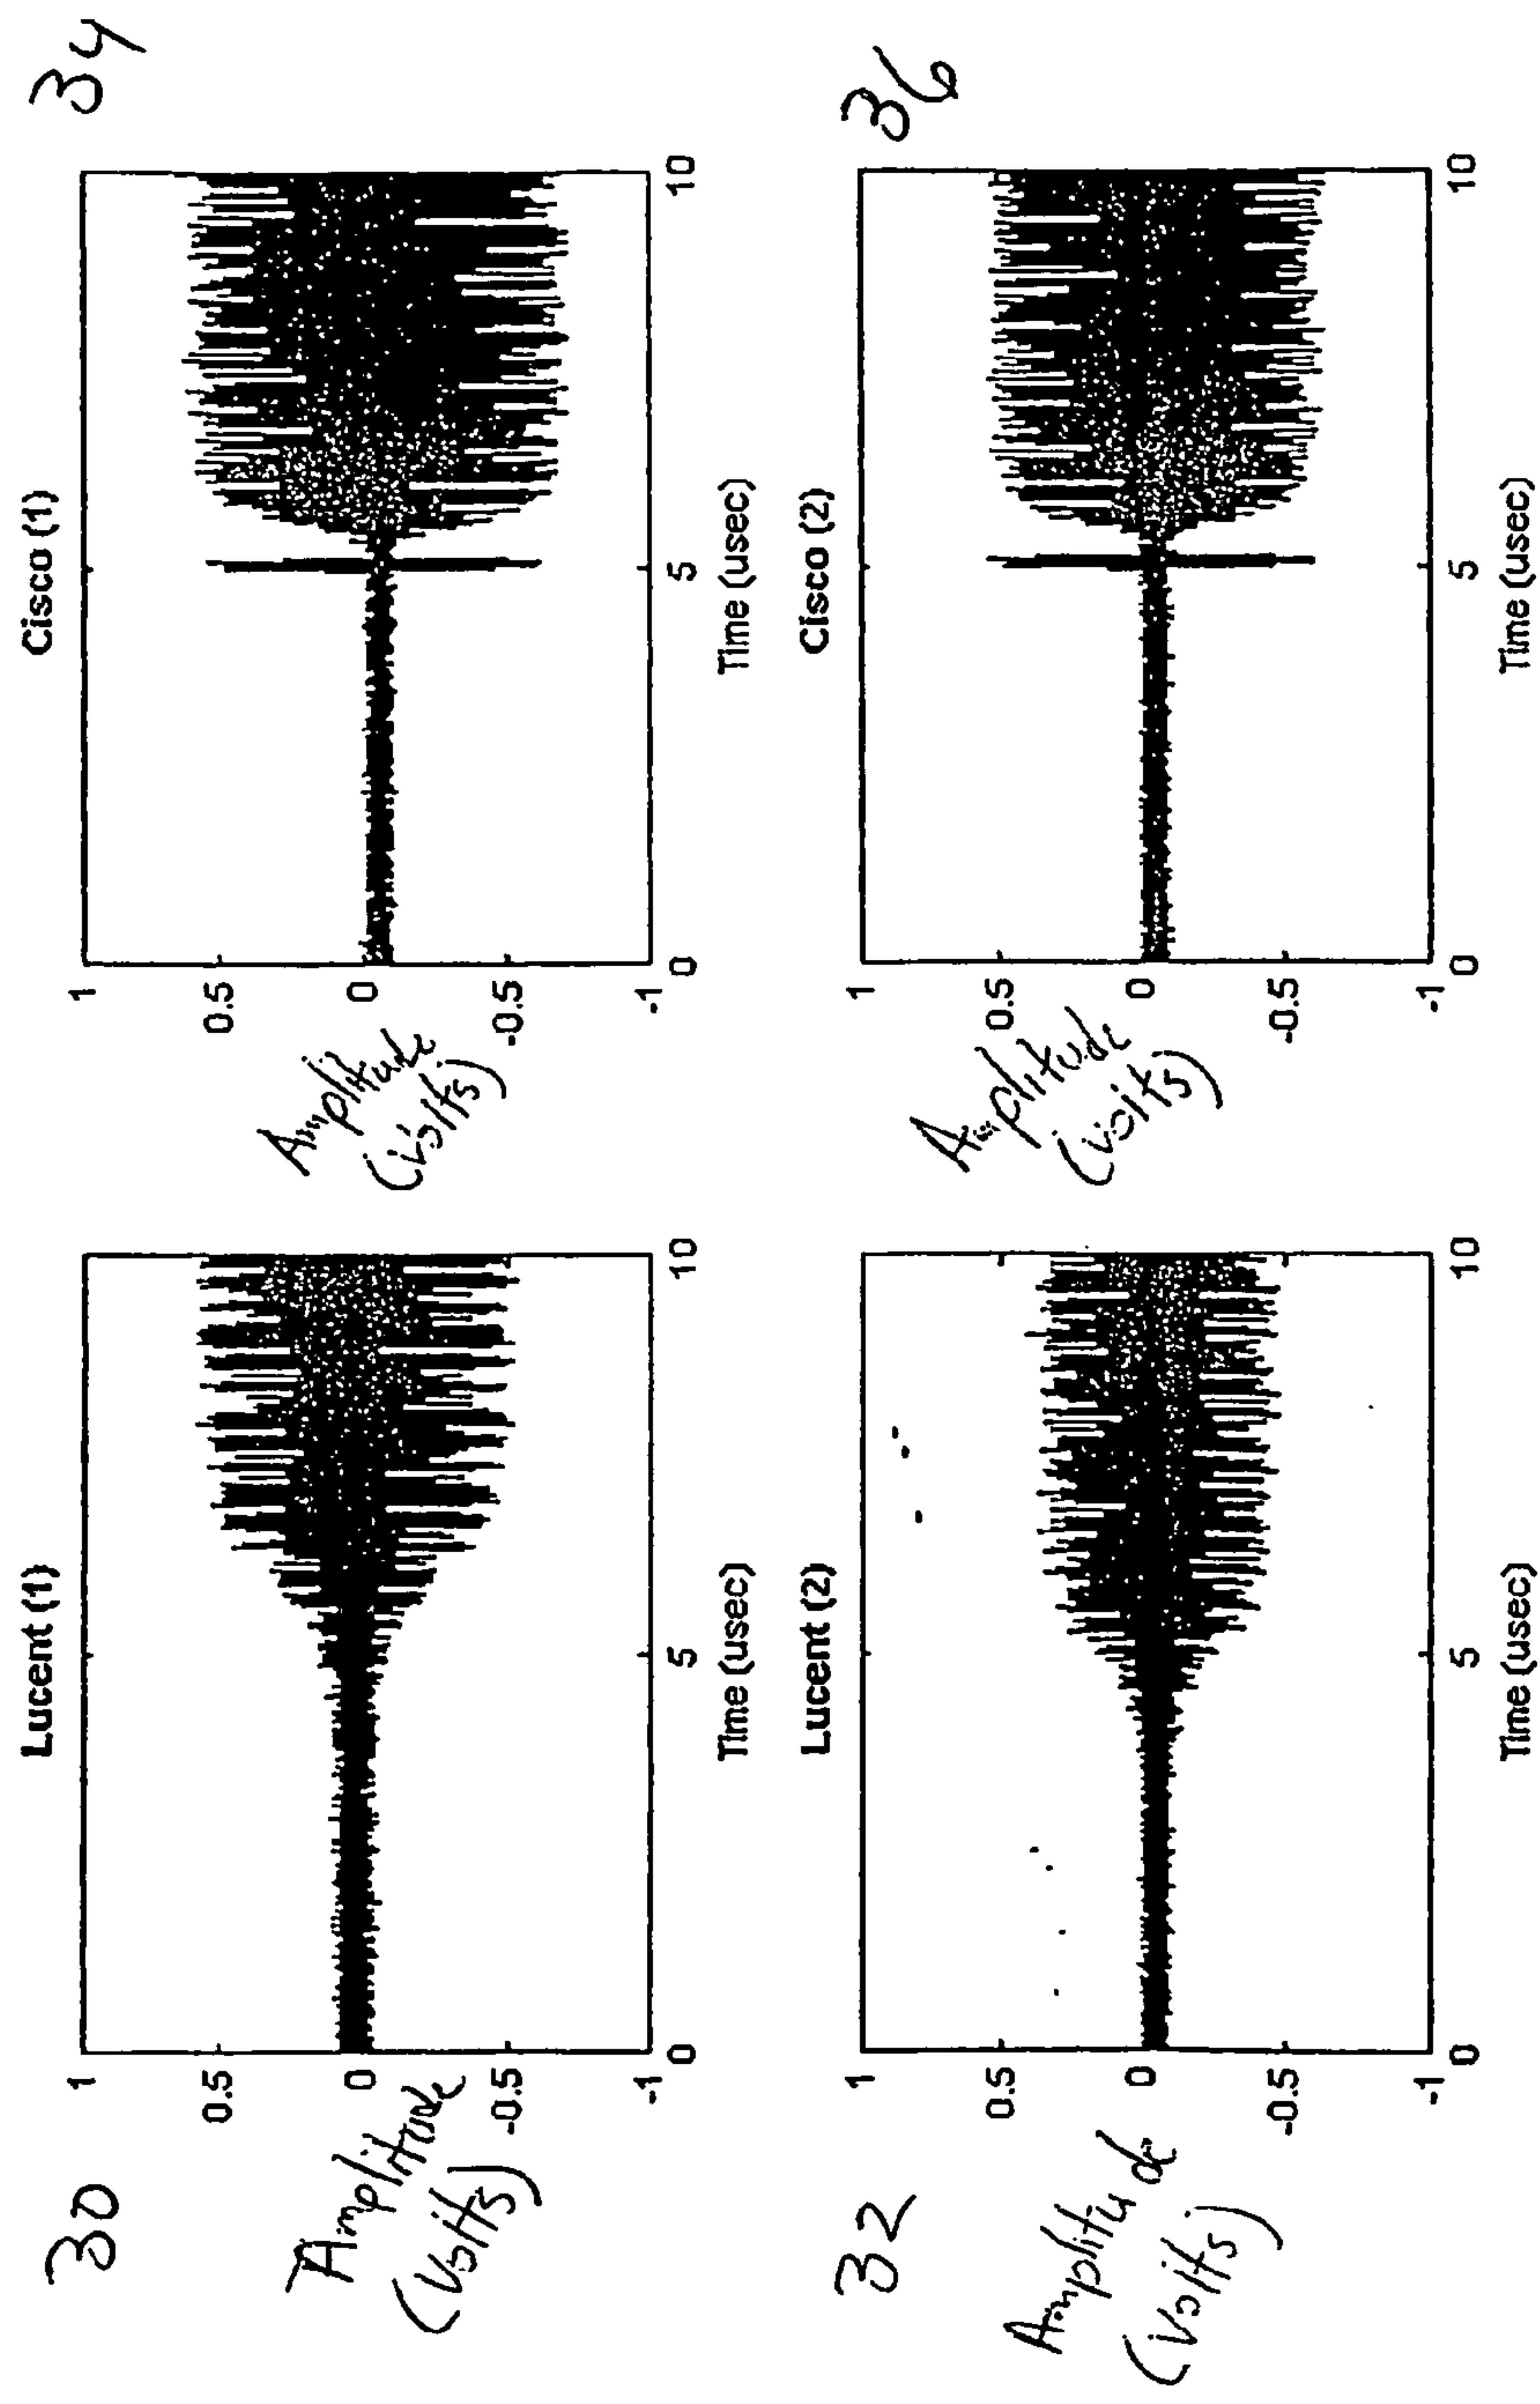 30
Lucent (1)
1
0.5
0
-0.5
-1
Amplitude
(volts)
0 5 10
Time (usec)
34
Cisco (1)
1
0.5
0
-0.5
-1
Amplitude
(volts)
0 5 10
Time (usec)
32
Lucent (2)
1
0.5
0
-0.5
-1
Amplitude
(volts)
0 5 10
Time (usec)
36
Cisco (2)
1
0.5
0
-0.5
-1
Amplitude
(volts)
0 5 10
Time (usec)